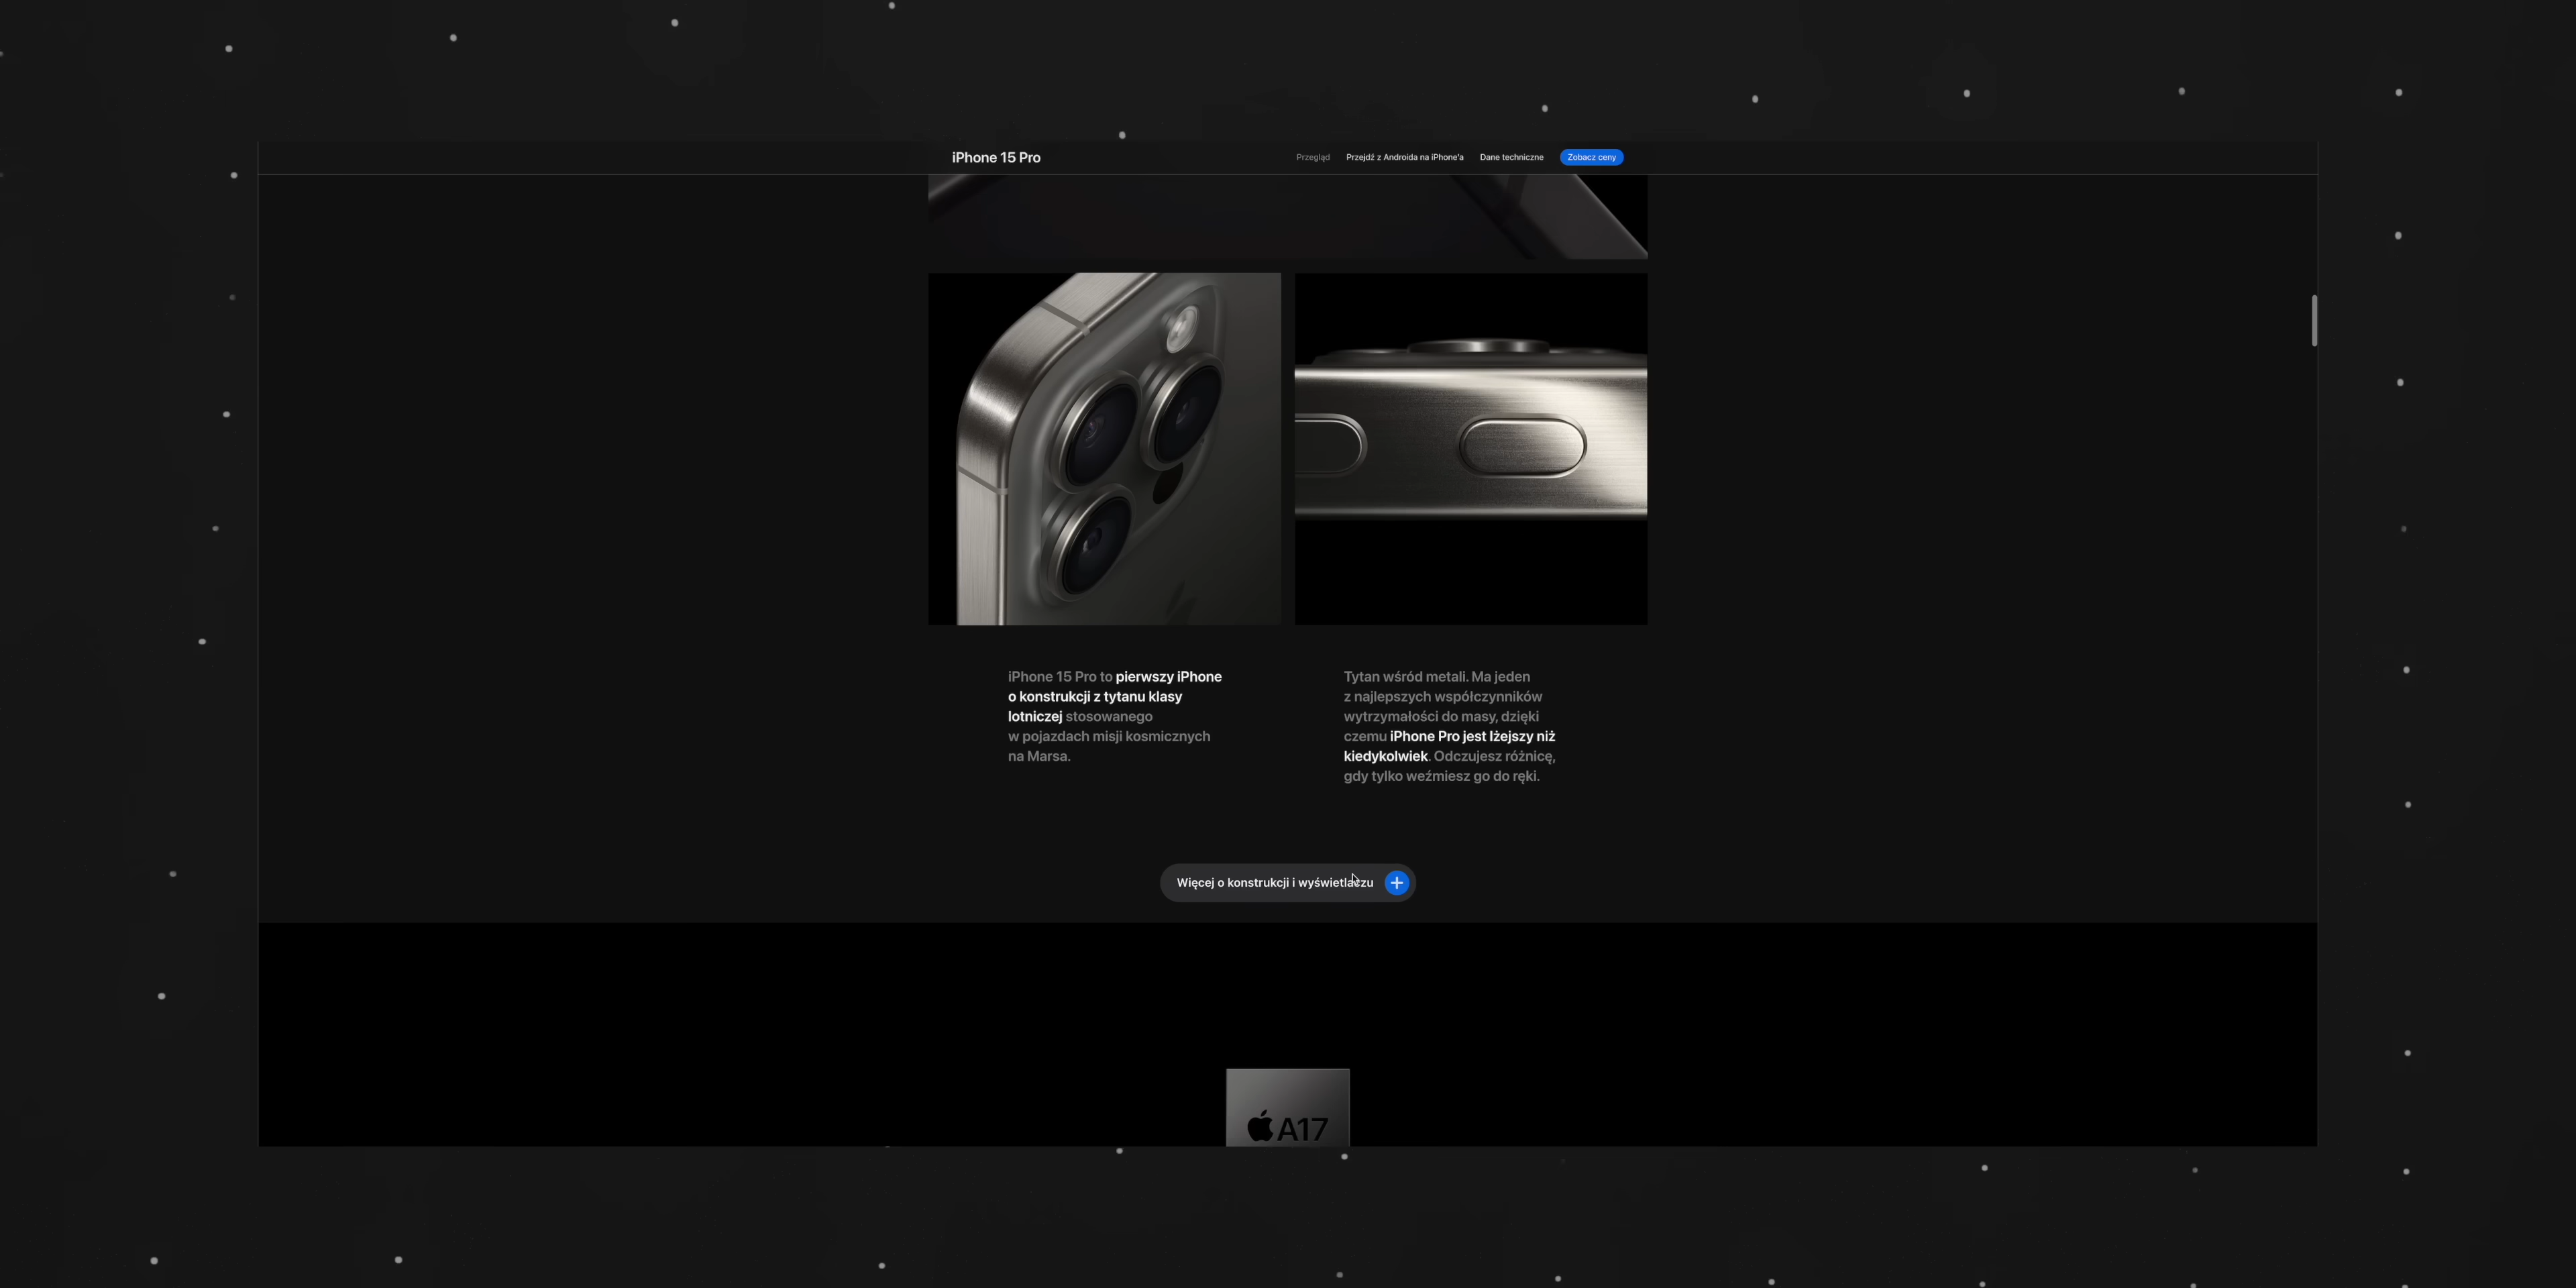 iPhone 15 Pro
Przegląd Przejdź z Androida na iPhone'a Dane techniczne Zobacz ceny
iPhone 15 Pro to pierwszy iPhone
o konstrukcji z tytanu klasy
lotniczej stosowanego
w pojazdach misji kosmicznych
na Marsa.
Tytan wśród metali. Ma jeden
z najlepszych współczynników
wytrzymałości do masy, dzięki
czemu iPhone Pro jest lżejszy niż
kiedykolwiek. Odczujesz różnicę,
gdy tylko weźmiesz go do ręki.
Więcej o konstrukcji i wyświetlaczu
A17